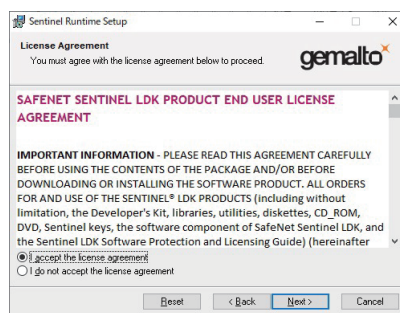 Sentinel Runtime Setup
License Agreement
You must agree with the license agreement below to proceed.
gemalto
SAFENET SENTINEL LDK PRODUCT END USER LICENSE
AGREEMENT
IMPORTANT INFORMATION - PLEASE READ THIS AGREEMENT CAREFULLY
BEFORE USING THE CONTENTS OF THE PACKAGE AND/OR BEFORE
DOWNLOADING OR INSTALLING THE SOFTWARE PRODUCT. ALL ORDERS
FOR AND USE OF THE SENTINEL® LDK PRODUCTS (including without
limitation, the Developer's Kit, libraries, utilities, diskettes, CD_ROM,
DVD, Sentinel keys, the software component of SafeNet Sentinel LDK, and
the Sentinel LDK Software Protection and Licensing Guide) (hereinafter
I accept the license agreement
I do not accept the license agreement
Reset
< Back
Next >
Cancel